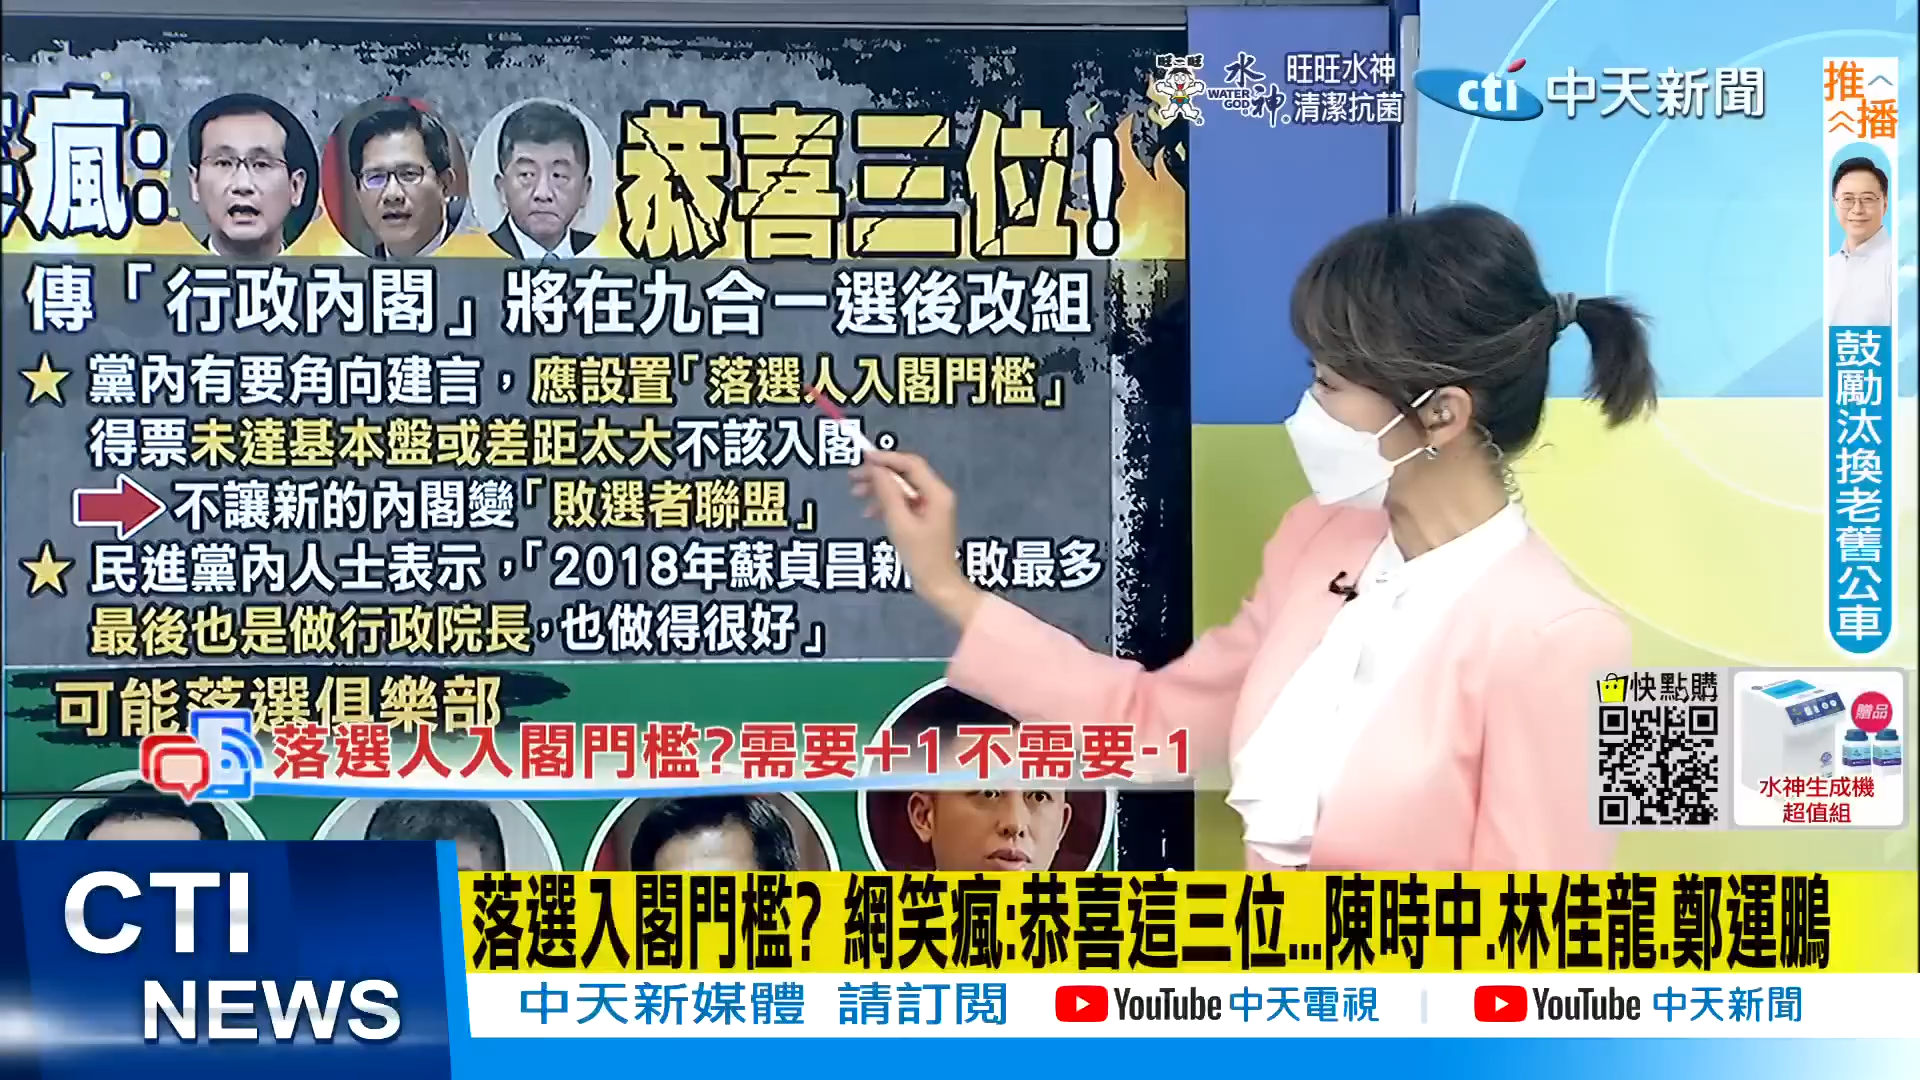 瘋:
恭喜三位!
傳「行政內閣」將在九合一選後改組
★ 黨內有要角向建言，應設置「落選人入閣門檻」
得票未達基本盤或差距太大不該入閣。
不讓新的內閣變「敗選者聯盟」
★ 民進黨內人士表示，「2018年蘇貞昌新 敗最多
最後也是做行政院長，也做得很好」
可能落選俱樂部
落選人入閣門檻?需要+1不需要-1
旺旺
水神
WATER GOD
旺旺水神
清潔抗菌
cti 中天新聞
推播
鼓勵汰換老舊公車
快點購
贈品
水神生成機
超值組
CTI
NEWS
落選入閣門檻? 網笑瘋:恭喜這三位...陳時中.林佳龍.鄭運鵬
中天新媒體 請訂閱 YouTube 中天電視 | YouTube 中天新聞